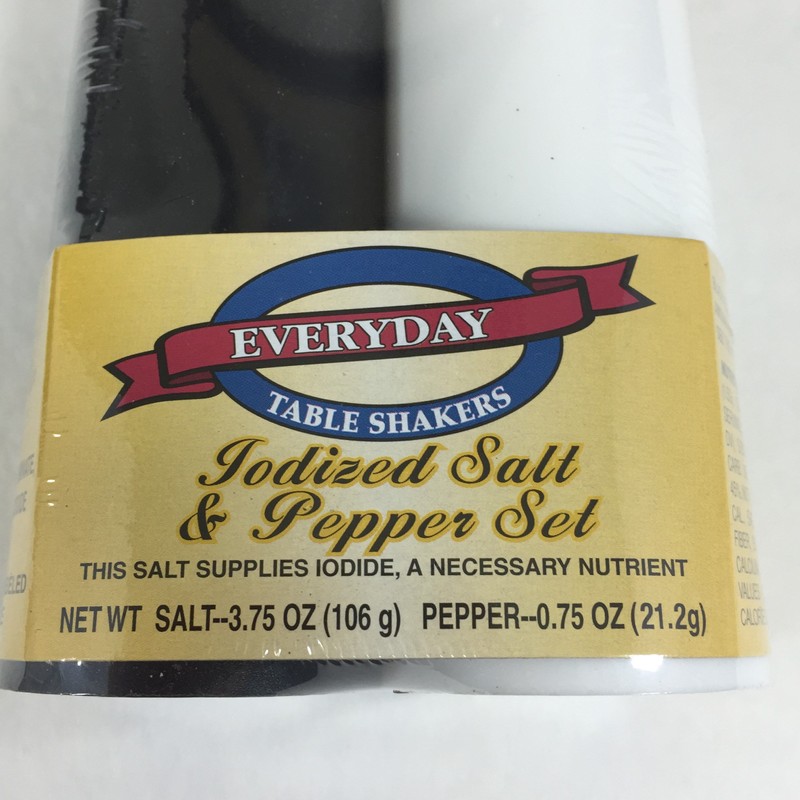 EVERYDAY
TABLE SHAKERS
Iodized Salt
& Pepper Set
THIS SALT SUPPLIES IODIDE, A NECESSARY NUTRIENT
NET WT SALT--3.75 OZ (106 g) PEPPER--0.75 OZ (21.2g)